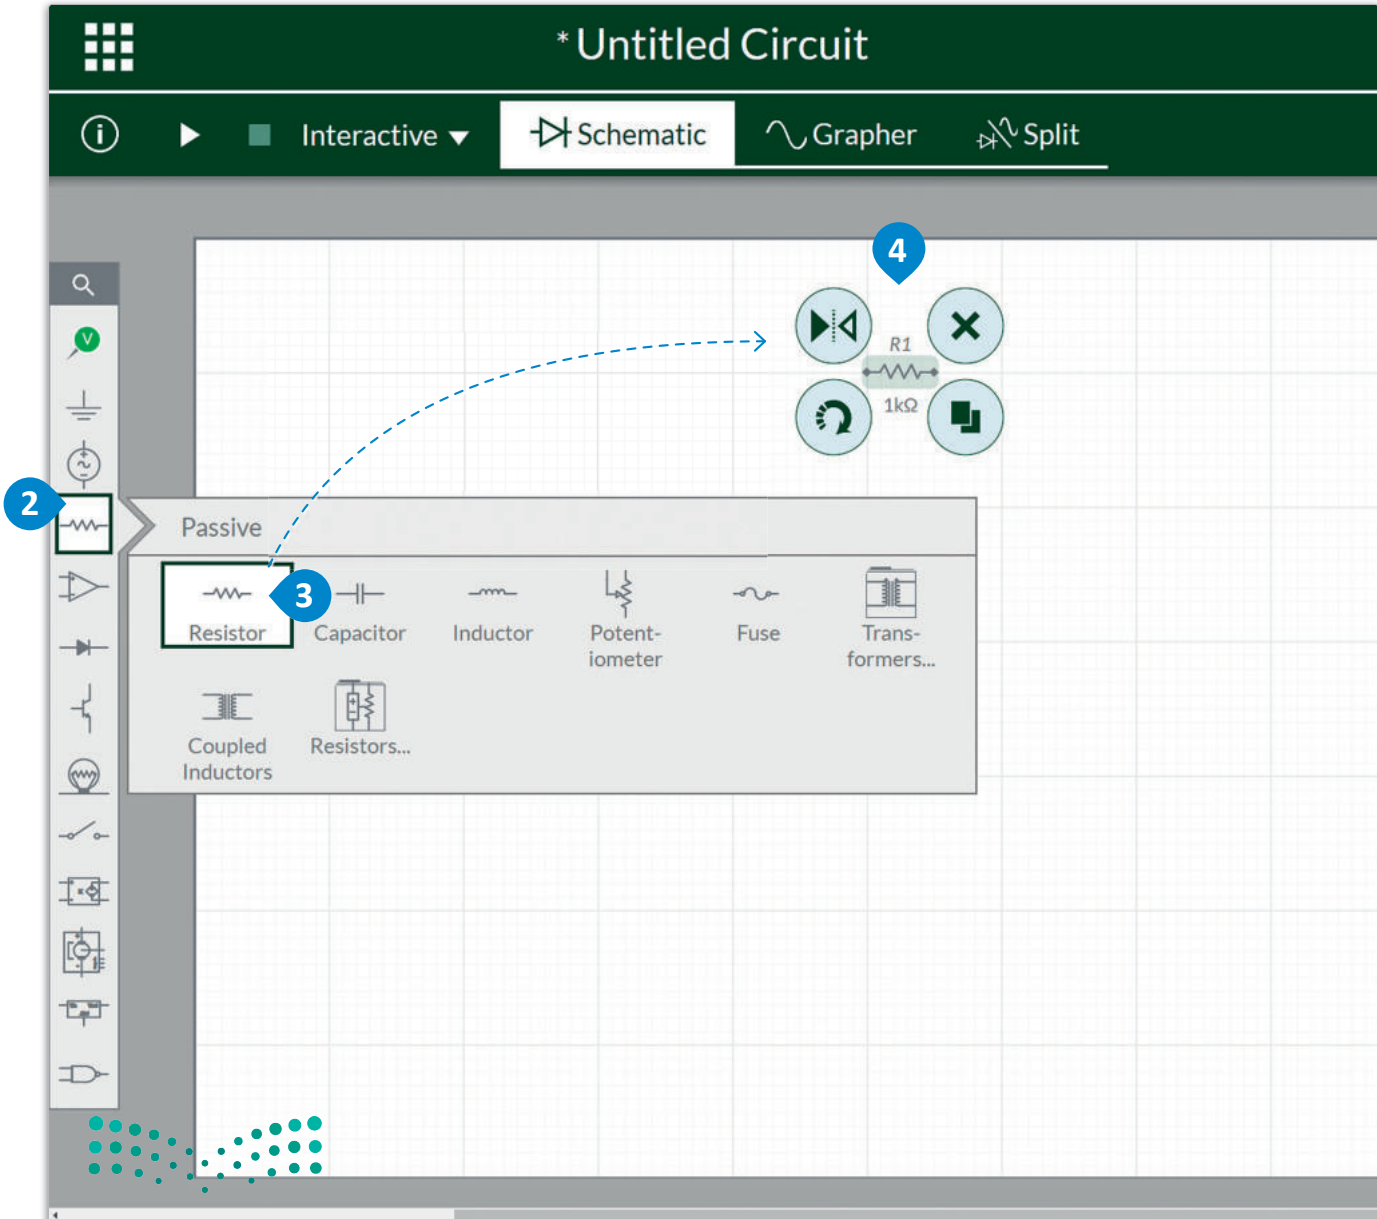 * Untitled Circuit
i
Interactive
Schematic
Grapher
Split
4
V
R1
1kΩ
2
Passive
3
Resistor
Capacitor
Inductor
Potent-
iometer
Fuse
Trans-
formers...
Coupled
Inductors
Resistors...